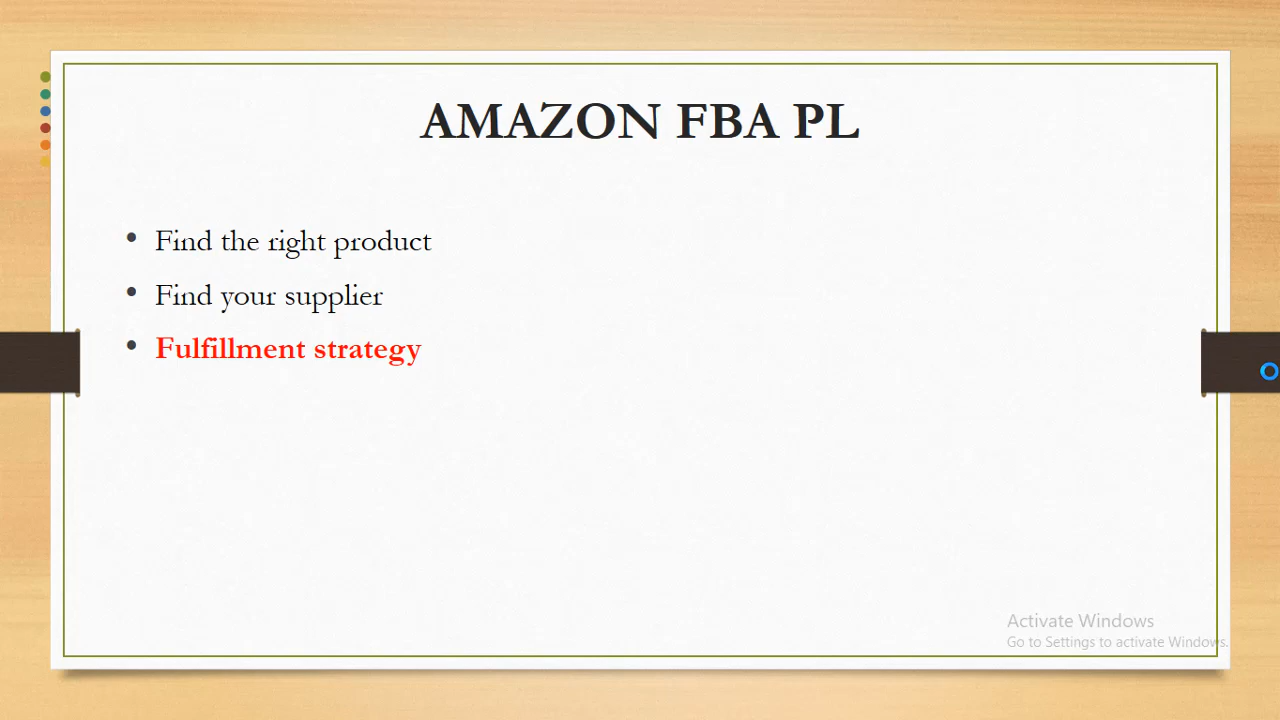 AMAZON FBA PL
• Find the right product
• Find your supplier
• Fulfillment strategy
Activate Windows
Go to Settings to activate Windows.